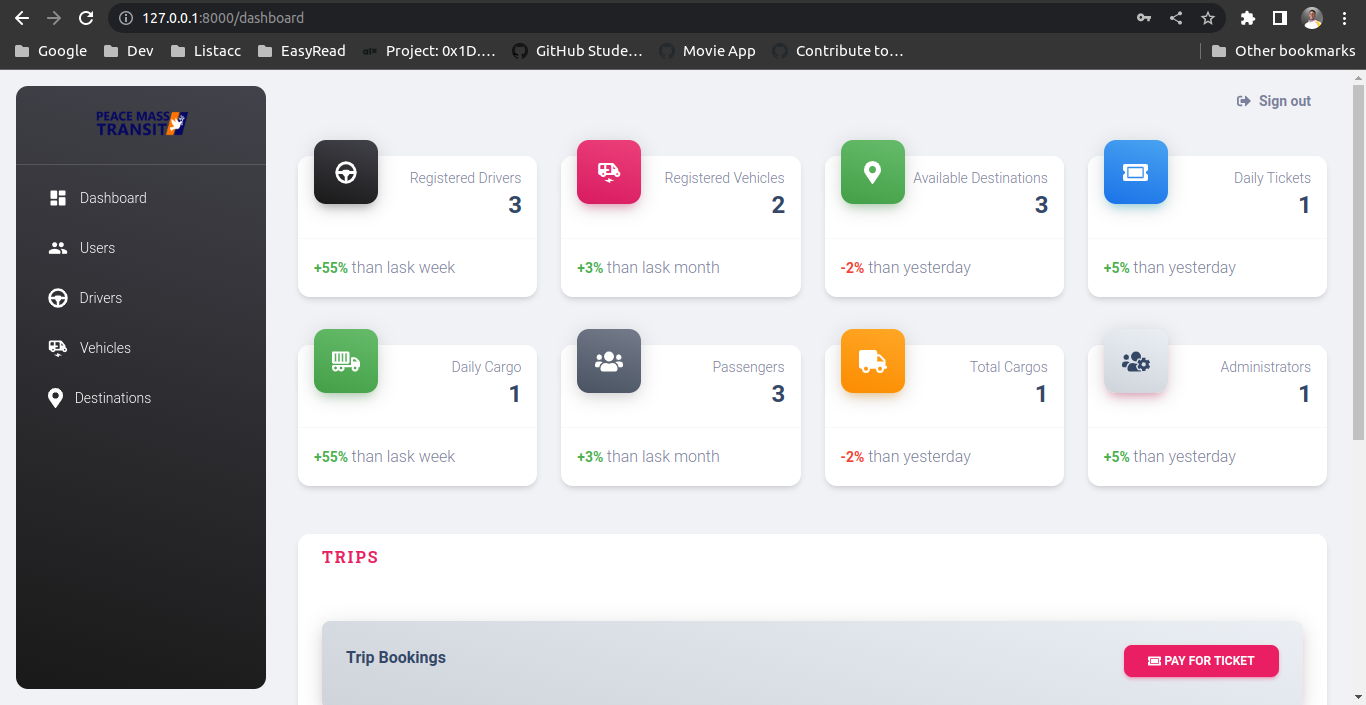 127.0.0.1:8000/dashboard
Google
Dev
Listacc
EasyRead
Project: 0x1D....
GitHub Stude...
Movie App
Contribute to...
Other bookmarks
PEACE MASS
TRANSIT
Dashboard
Users
Drivers
Vehicles
Destinations
Sign out
Registered Drivers
3
+55% than lask week
Registered Vehicles
2
+3% than lask month
Available Destinations
3
-2% than yesterday
Daily Tickets
1
+5% than yesterday
Daily Cargo
1
+55% than lask week
Passengers
3
+3% than lask month
Total Cargos
1
-2% than yesterday
Administrators
1
+5% than yesterday
TRIPS
Trip Bookings
PAY FOR TICKET